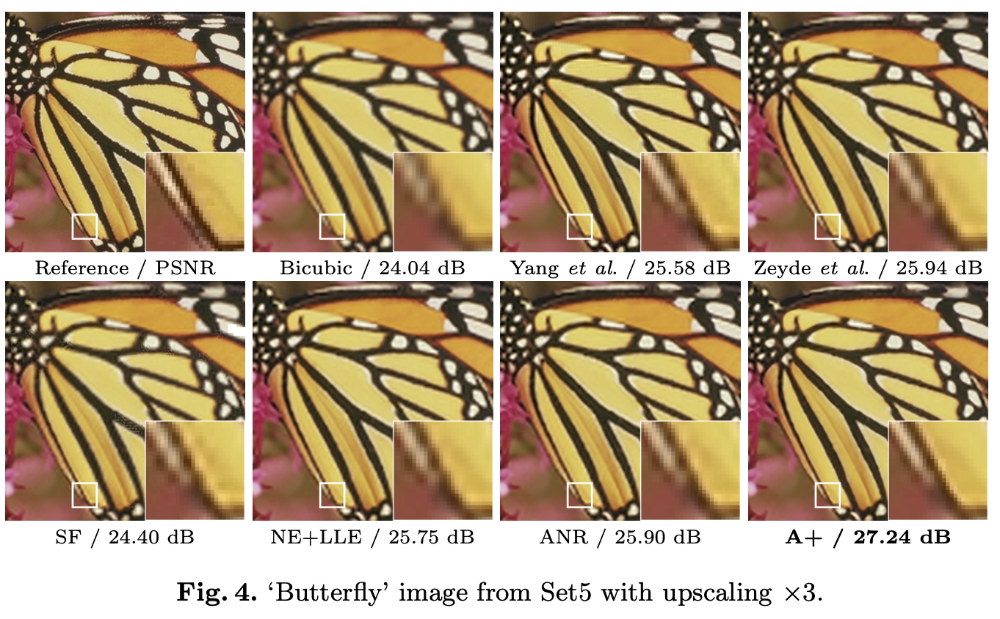 Reference / PSNR
Bicubic / 24.04 dB
Yang et al. / 25.58 dB
Zeyde et al. / 25.94 dB
SF / 24.40 dB
NE+LLE / 25.75 dB
ANR / 25.90 dB
A+ / 27.24 dB
Fig. 4. ‘Butterfly’ image from Set5 with upscaling ×3.